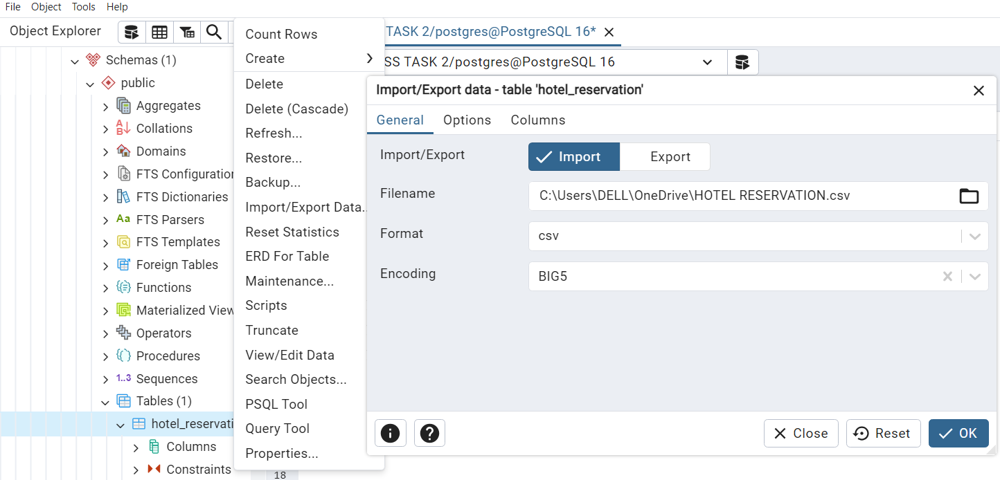 File Object Tools Help
Object Explorer
Schemas (1)
public
Aggregates
Collations
Domains
FTS Configuration
FTS Dictionaries
Aa FTS Parsers
FTS Templates
Foreign Tables
Functions
Materialized View
Operators
Procedures
1..3 Sequences
Tables (1)
hotel_reservati
Columns
Constraints
Count Rows
Create
Delete
Delete (Cascade)
Refresh...
Restore...
Backup...
Import/Export Data..
Reset Statistics
ERD For Table
Maintenance...
Scripts
Truncate
View/Edit Data
Search Objects...
PSQL Tool
Query Tool
Properties...
TASK 2/postgres@PostgreSQL 16*
SS TASK 2/postgres@PostgreSQL 16
Import/Export data - table 'hotel_reservation'
General Options Columns
Import/Export Import Export
Filename C:\Users\DELL\OneDrive\HOTEL RESERVATION.csv
Format csv
Encoding BIG5
Close Reset OK
18